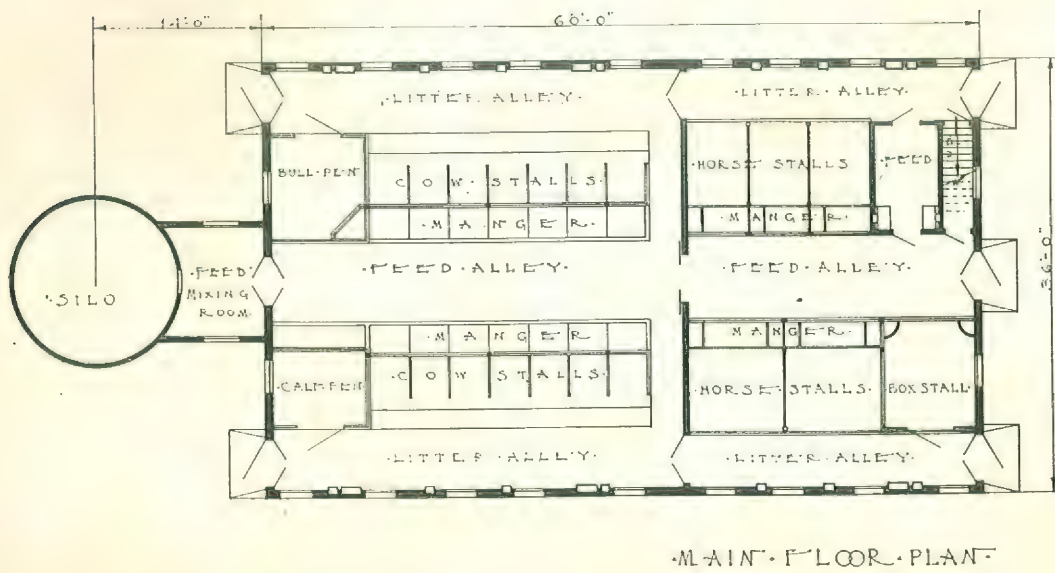 14'-0"
60'-0"
·LITTER·ALLEY·
·LITTER·ALLEY·
BULL·PEN
·COW·STALLS·
·MANGER·
·HORSE·STALLS
·MANGER·
·FEED·
36'-0"
·SILO
·FEED·
MIXING
ROOM·
·FEED·ALLEY·
·FEED·ALLEY·
·MANGER·
·COW·STALLS·
·CALF·PEN·
·MANGER·
·HORSE·STALLS·
·BOX STALL·
·LITTER·ALLEY·
·LITTER·ALLEY·
·MAIN·FLOOR·PLAN·